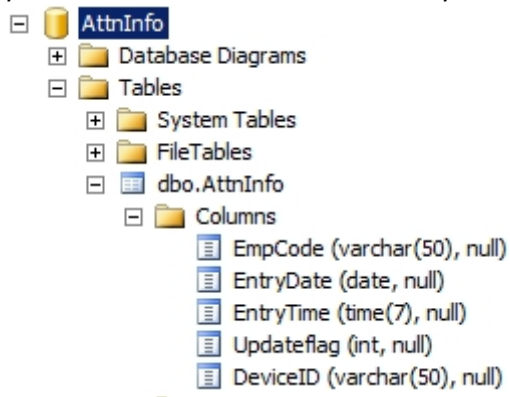 AttnInfo
Database Diagrams
Tables
System Tables
FileTables
dbo.AttnInfo
Columns
EmpCode (varchar(50), null)
EntryDate (date, null)
EntryTime (time(7), null)
Updateflag (int, null)
DeviceID (varchar(50), null)